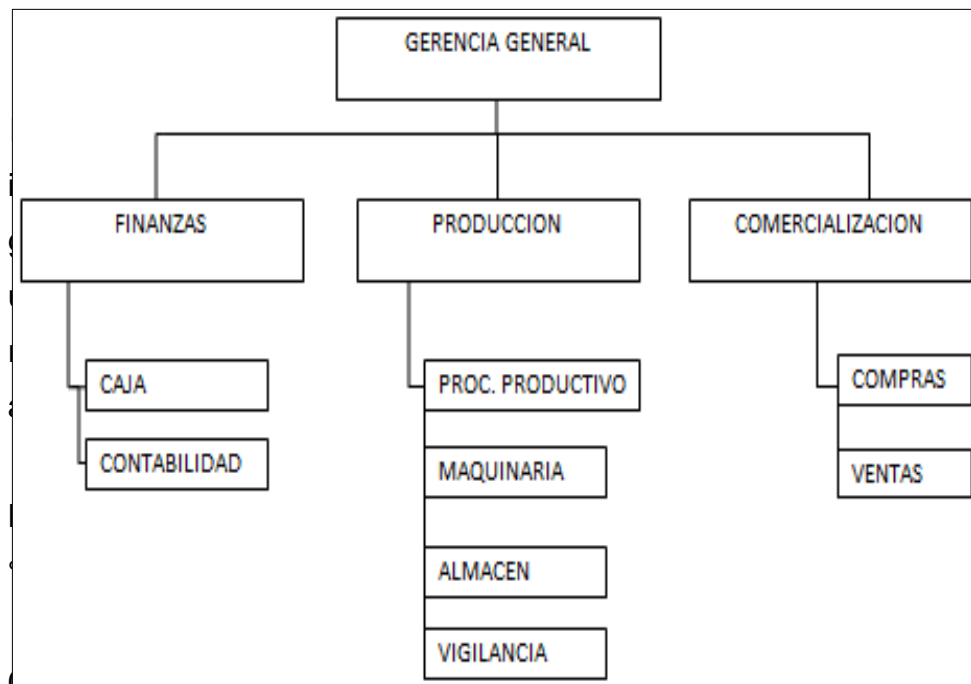 GERENCIA GENERAL
FINANZAS
PRODUCCION
COMERCIALIZACION
CAJA
CONTABILIDAD
PROC. PRODUCTIVO
MAQUINARIA
ALMACEN
VIGILANCIA
COMPRAS
VENTAS